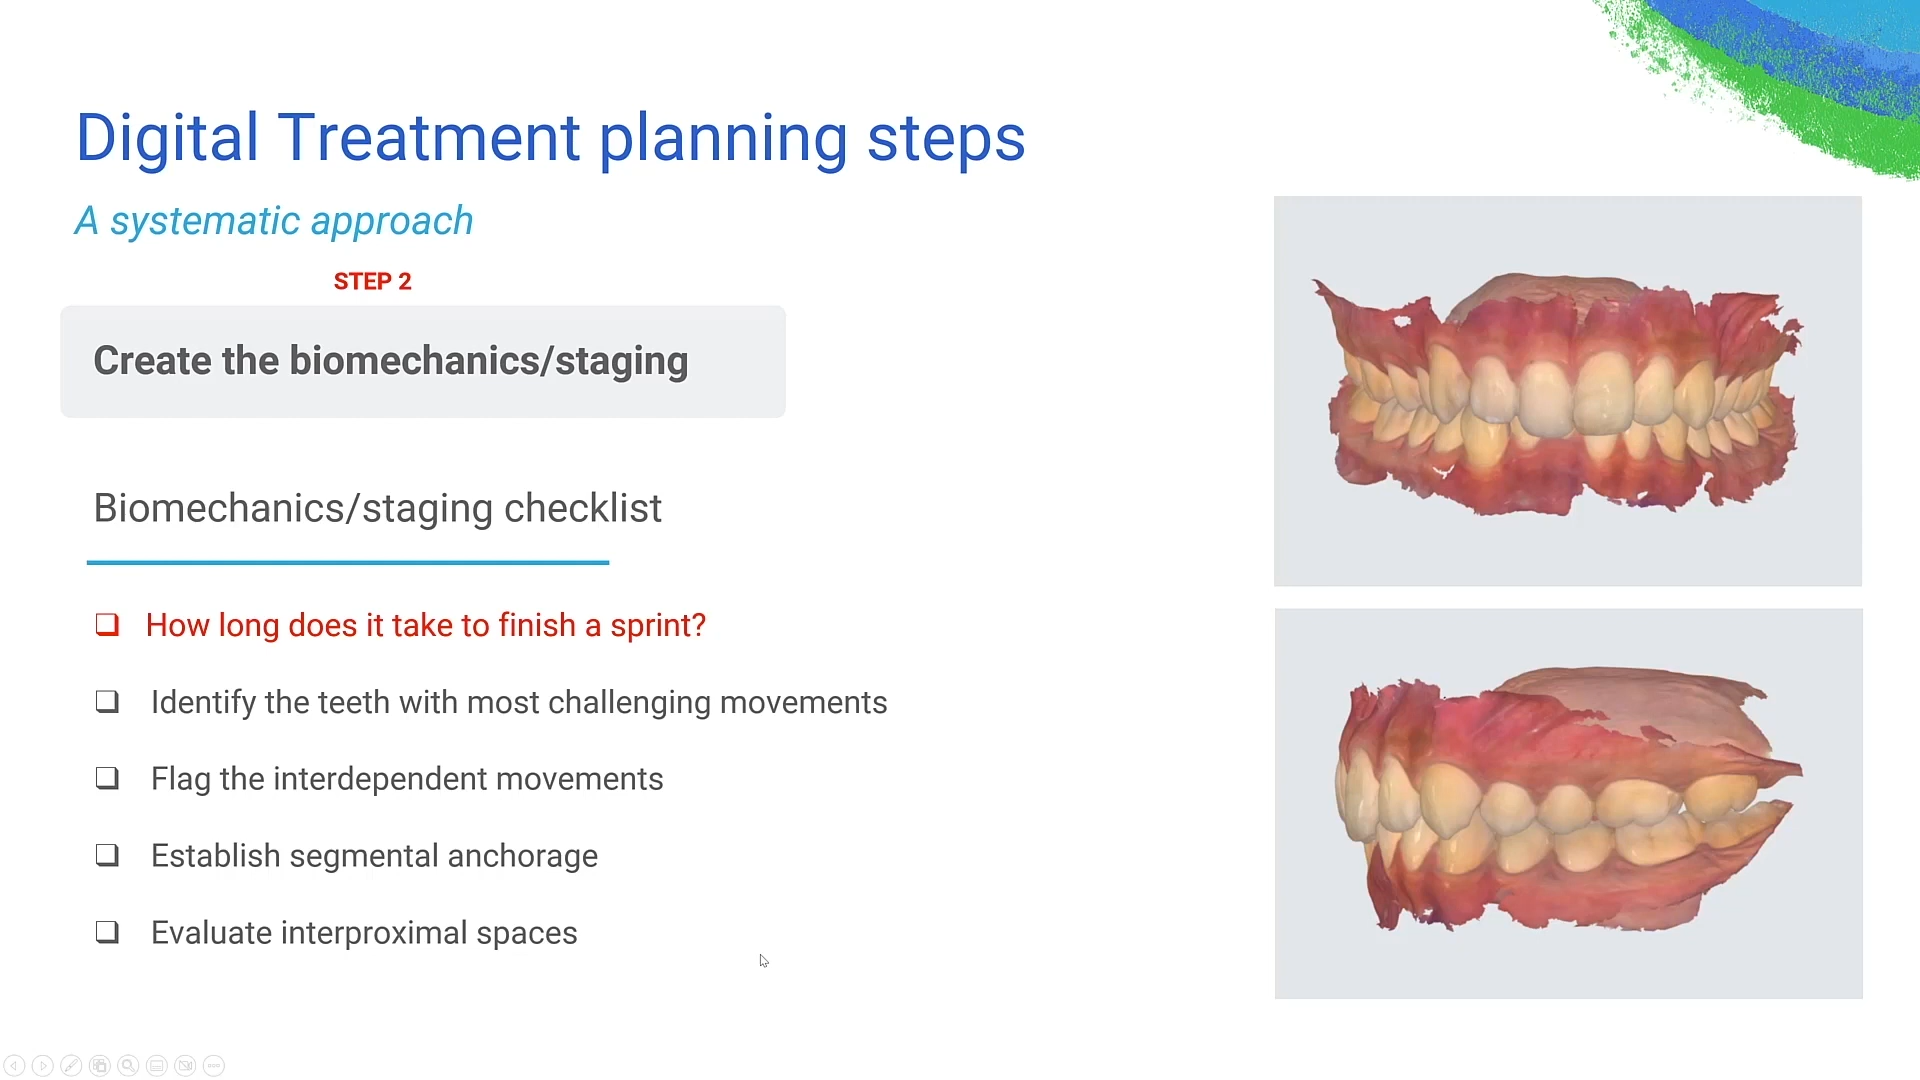 Digital Treatment planning steps
A systematic approach
STEP 2
Create the biomechanics/staging
Biomechanics/staging checklist
How long does it take to finish a sprint?
Identify the teeth with most challenging movements
Flag the interdependent movements
Establish segmental anchorage
Evaluate interproximal spaces